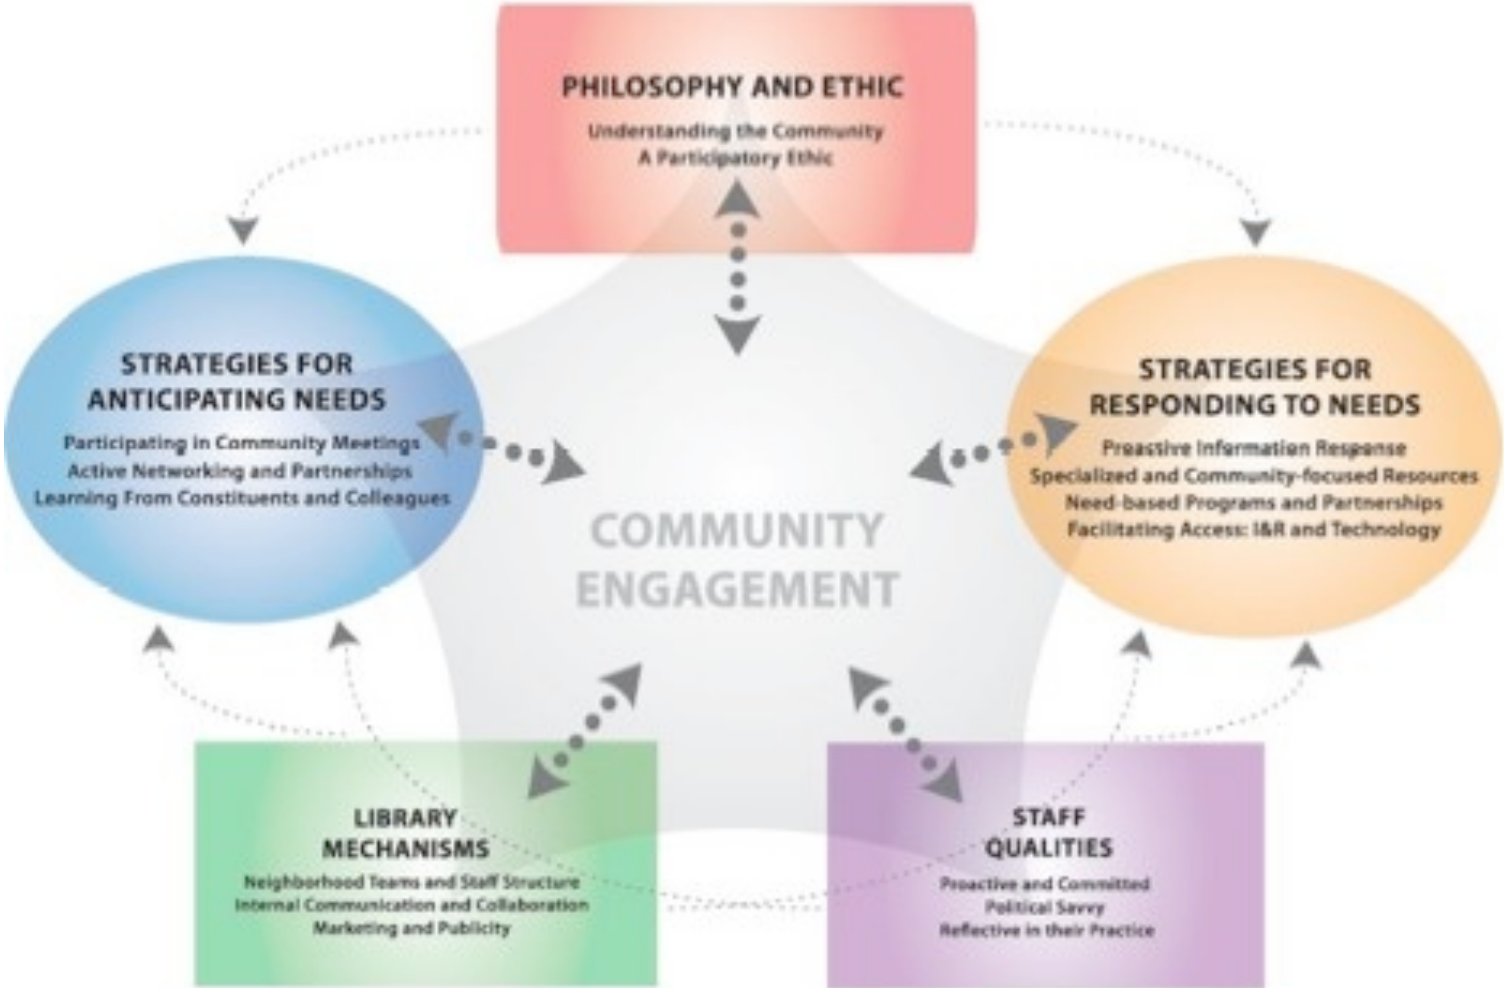 PHILOSOPHY AND ETHIC
Understanding the Community
A Participatory Ethic
STRATEGIES FOR
ANTICIPATING NEEDS
Participating in Community Meetings
Active Networking and Partnerships
Learning From Constituents and Colleagues
STRATEGIES FOR
RESPONDING TO NEEDS
Proactive Information Response
Specialized and Community-focused Resources
Need-based Programs and Partnerships
Facilitating Access: I&R and Technology
COMMUNITY
ENGAGEMENT
LIBRARY
MECHANISMS
Neighborhood Teams and Staff Structure
Internal Communication and Collaboration
Marketing and Publicity
STAFF
QUALITIES
Proactive and Committed
Political Savvy
Reflective in their Practice